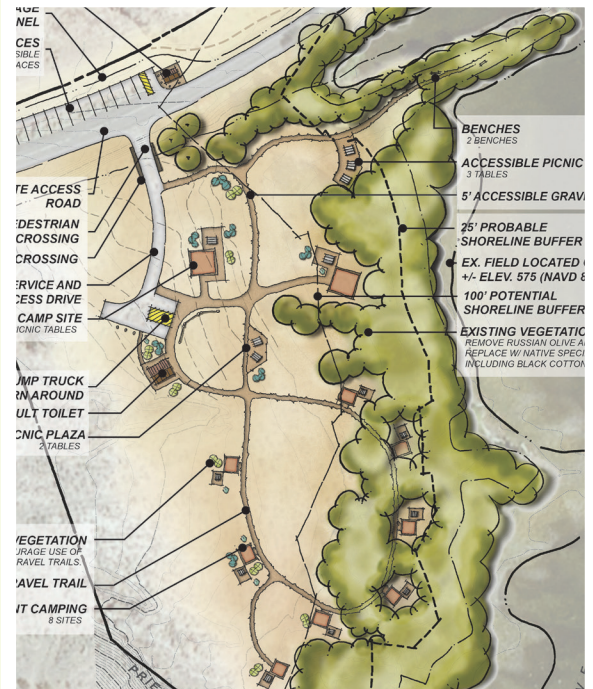 AGE
NEL
CES
SIBLE
ACES
TE ACCESS
ROAD
EDESTRIAN
CROSSING
CROSSING
ERVICE AND
CESS DRIVE
CAMP SITE
ICNIC TABLES
UMP TRUCK
RN AROUND
ULT TOILET
CNIC PLAZA
2 TABLES
VEGETATION
URAGE USE OF
RAVEL TRAILS.
RAVEL TRAIL
NT CAMPING
8 SITES
BENCHES
2 BENCHES
ACCESSIBLE PICNIC
3 TABLES
5' ACCESSIBLE GRAV
25' PROBABLE
SHORELINE BUFFER
EX. FIELD LOCATED
+/- ELEV. 575 (NAVD 8
100' POTENTIAL
SHORELINE BUFFER
EXISTING VEGETATIO
REMOVE RUSSIAN OLIVE A
REPLACE W/ NATIVE SPECI
INCLUDING BLACK COTTON
PRIE